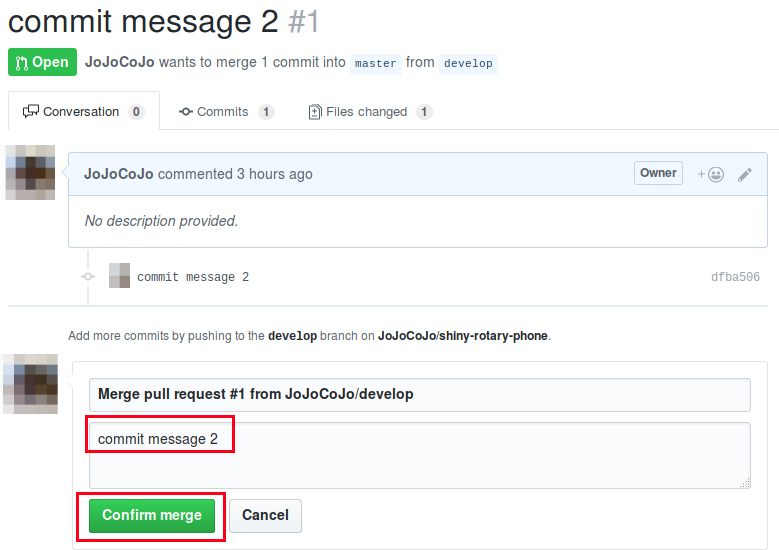 commit message 2 #1
Open JoJoCoJo wants to merge 1 commit into master from develop
Conversation 0 Commits 1 Files changed 1
JoJoCoJo commented 3 hours ago Owner +
No description provided.
commit message 2 dfba506
Add more commits by pushing to the develop branch on JoJoCoJo/shiny-rotary-phone.
Merge pull request #1 from JoJoCoJo/develop
commit message 2
Confirm merge Cancel